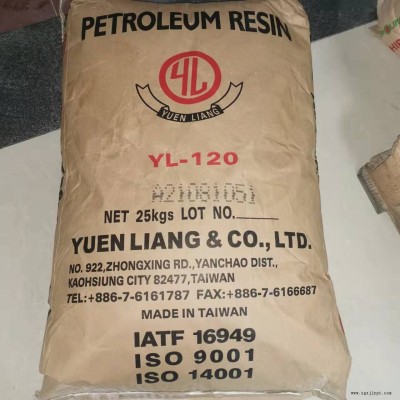 PETROLEUM RESIN
YL
YUEN LIANG
YL-120
A21081051
NET 25kgs LOT NO.
YUEN LIANG & CO., LTD.
NO. 922, ZHONGXING RD., YANCHAO DIST.,
KAOHSIUNG CITY 82477, TAIWAN
TEL:+886-7-6161787 FAX:+886-7-6166687
MADE IN TAIWAN
IATF 16949
ISO 9001
ISO 14001